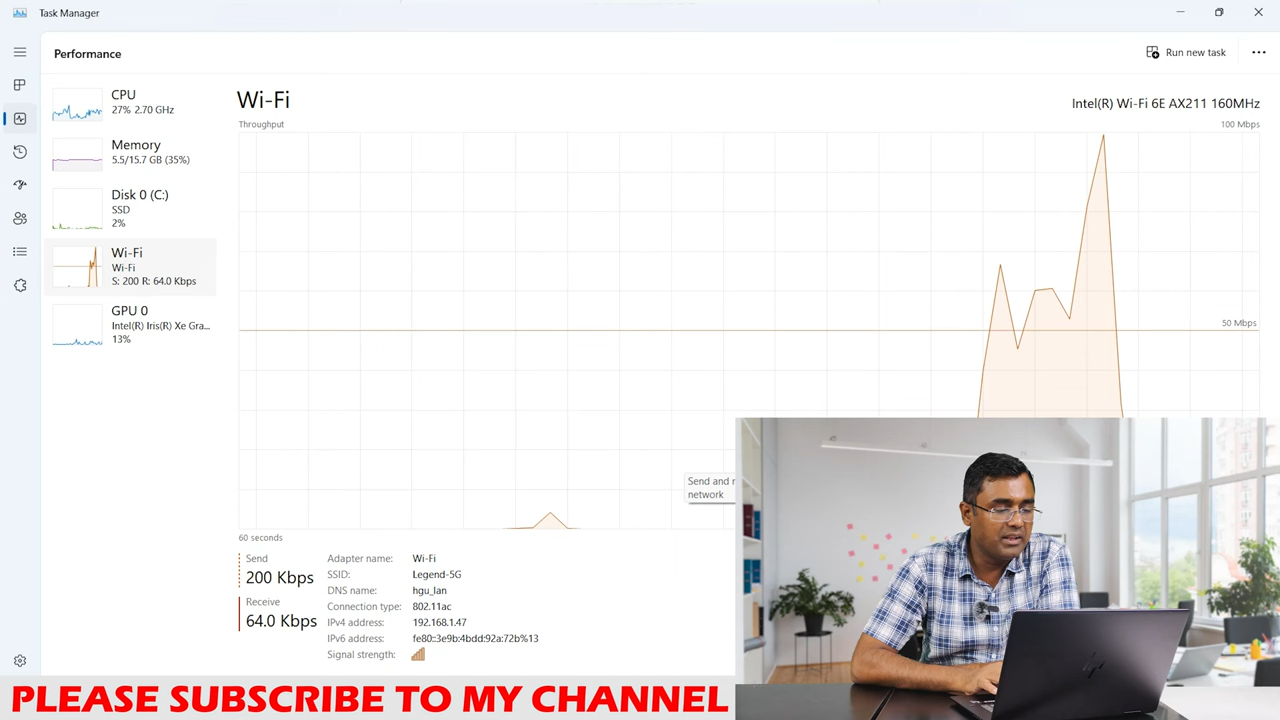 Task Manager
Performance
Run new task
CPU
27% 2.70 GHz
Memory
5.5/15.7 GB (35%)
Disk 0 (C:)
SSD
2%
Wi-Fi
Wi-Fi
S: 200 R: 64.0 Kbps
GPU 0
Intel(R) Iris(R) Xe Gra...
13%
Wi-Fi
Intel(R) Wi-Fi 6E AX211 160MHz
Throughput
100 Mbps
50 Mbps
Send and r
network
60 seconds
Send
200 Kbps
Receive
64.0 Kbps
Adapter name: Wi-Fi
SSID: Legend-5G
DNS name: hgu_lan
Connection type: 802.11ac
IPv4 address: 192.168.1.47
IPv6 address: fe80::3e9b:4bdd:92a:72b%13
Signal strength:
PLEASE SUBSCRIBE TO MY CHANNEL